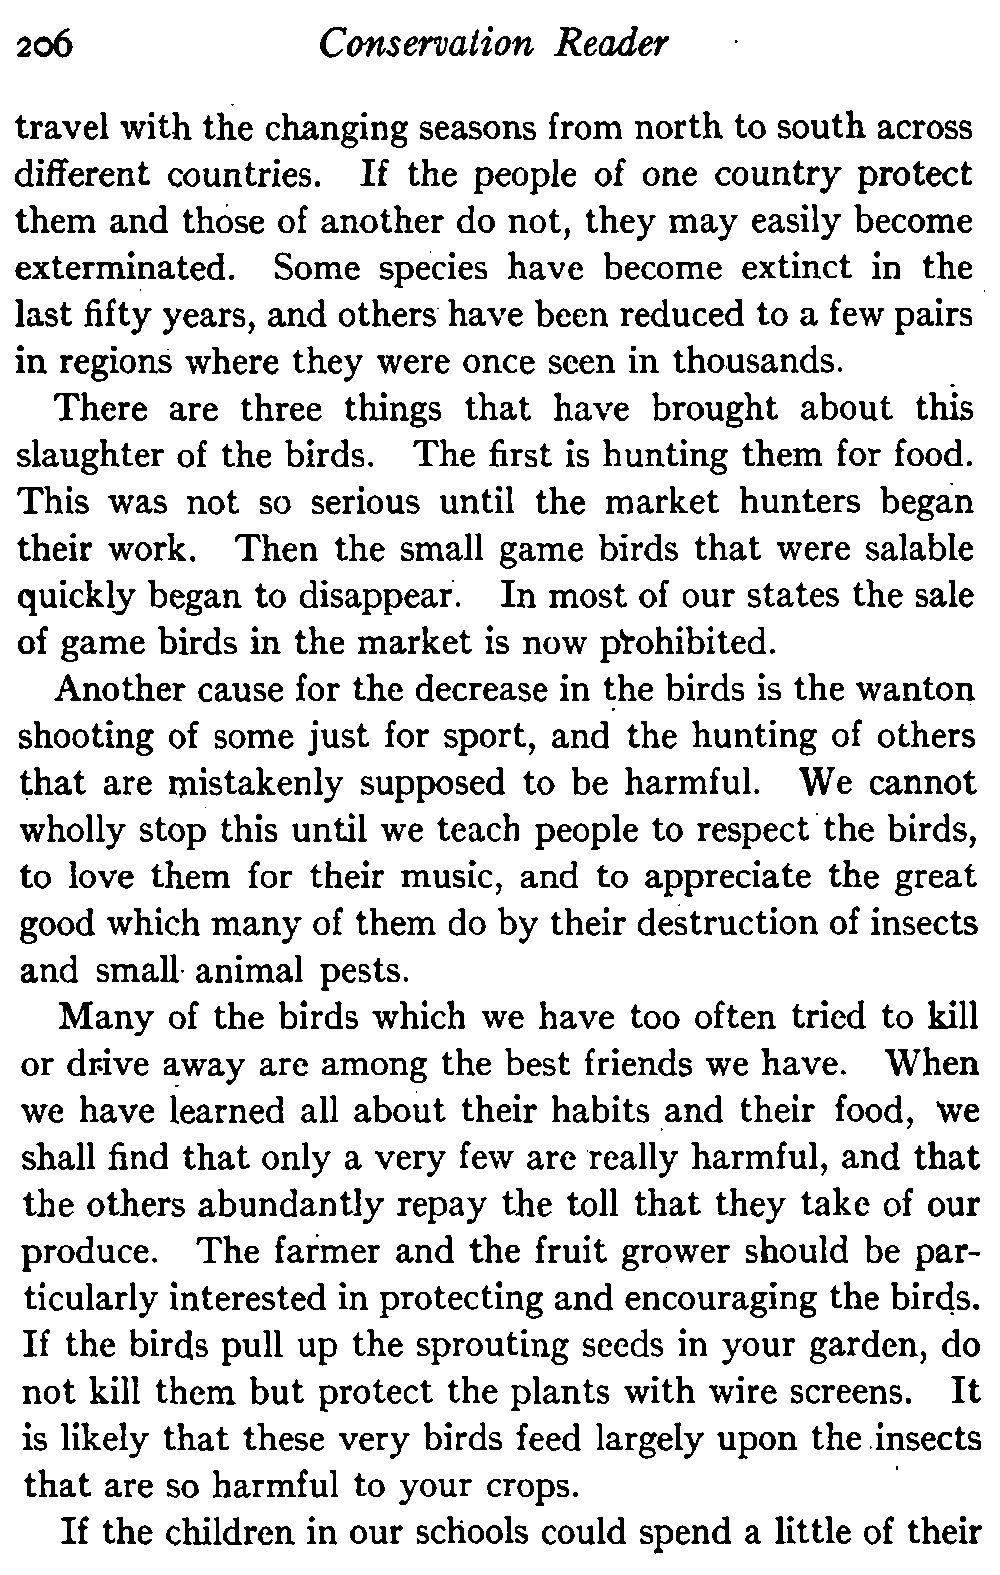 206 Conservation Reader
travel with the changing seasons from north to south across
different countries. If the people of one country protect
them and those of another do not, they may easily become
exterminated. Some species have become extinct in the
last fifty years, and others have been reduced to a few pairs
in regions where they were once seen in thousands.
There are three things that have brought about this
slaughter of the birds. The first is hunting them for food.
This was not so serious until the market hunters began
their work. Then the small game birds that were salable
quickly began to disappear. In most of our states the sale
of game birds in the market is now prohibited.
Another cause for the decrease in the birds is the wanton
shooting of some just for sport, and the hunting of others
that are mistakenly supposed to be harmful. We cannot
wholly stop this until we teach people to respect the birds,
to love them for their music, and to appreciate the great
good which many of them do by their destruction of insects
and small animal pests.
Many of the birds which we have too often tried to kill
or drive away are among the best friends we have. When
we have learned all about their habits and their food, we
shall find that only a very few are really harmful, and that
the others abundantly repay the toll that they take of our
produce. The farmer and the fruit grower should be par-
ticularly interested in protecting and encouraging the birds.
If the birds pull up the sprouting seeds in your garden, do
not kill them but protect the plants with wire screens. It
is likely that these very birds feed largely upon the insects
that are so harmful to your crops.
If the children in our schools could spend a little of their